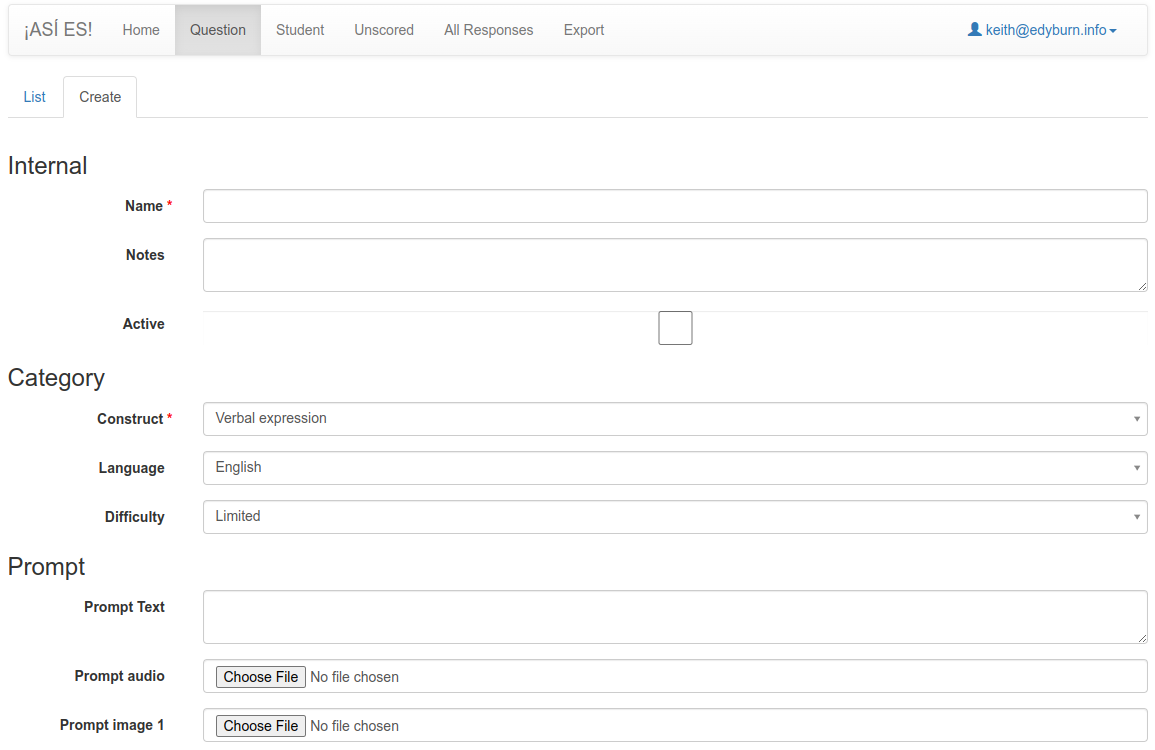 ¡ASÍ ES! Home Question Student Unscored All Responses Export keith@edyburn.info
List Create
Internal
Name *
Notes
Active
Category
Construct * Verbal expression
Language English
Difficulty Limited
Prompt
Prompt Text
Prompt audio Choose File No file chosen
Prompt image 1 Choose File No file chosen